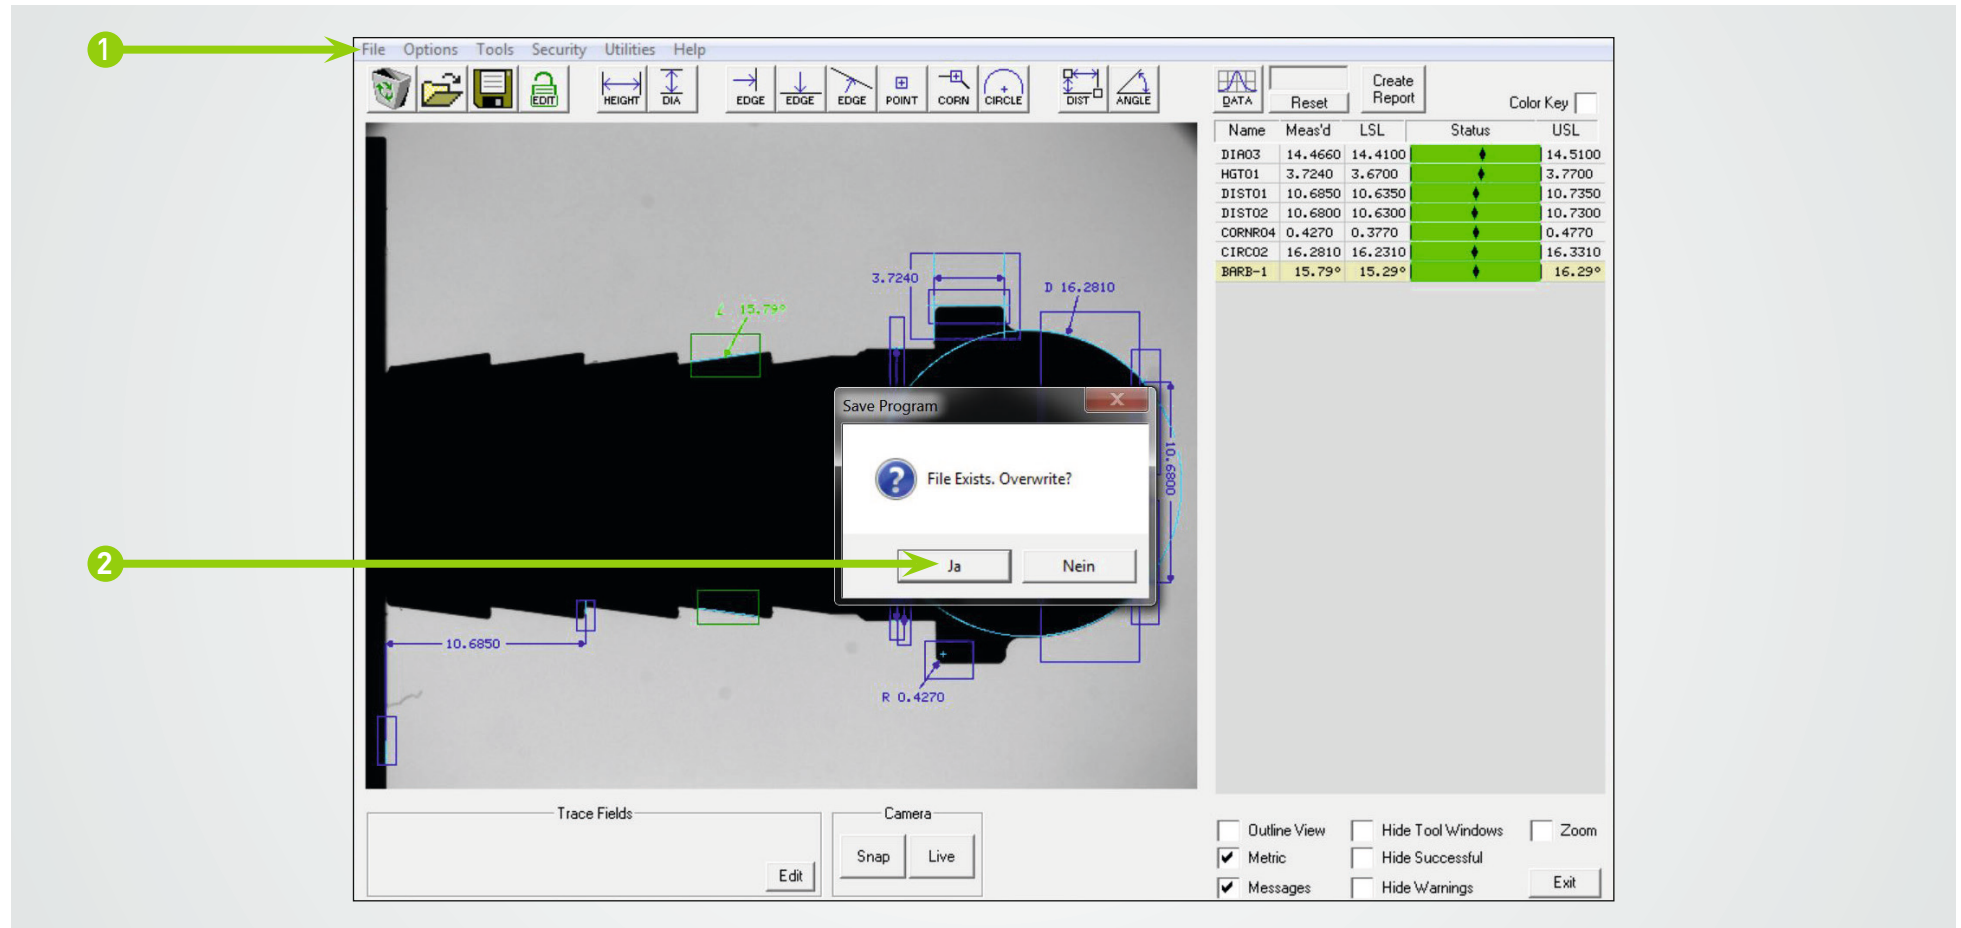 1
File Options Tools Security Utilities Help
EDIT HEIGHT DIA EDGE EDGE EDGE POINT CORN CIRCLE DIST ANGLE
DATA Reset Create Report Color Key
Name Meas'd LSL Status USL
DIA03 14.4660 14.4100 14.5100
HGT01 3.7240 3.6700 3.7700
DIST01 10.6850 10.6350 10.7350
DIST02 10.6800 10.6300 10.7300
CORNR04 0.4270 0.3770 0.4770
CIRC02 16.2810 16.2310 16.3310
BARB-1 15.79° 15.29° 16.29°
3.7240
D 16.2810
∠ 15.79°
Save Program
X
File Exists. Overwrite?
10.6800
2
Ja Nein
10.6850
R 0.4270
Trace Fields
Edit
Camera
Snap Live
Outline View Hide Tool Windows Zoom
Metric Hide Successful
Messages Hide Warnings Exit